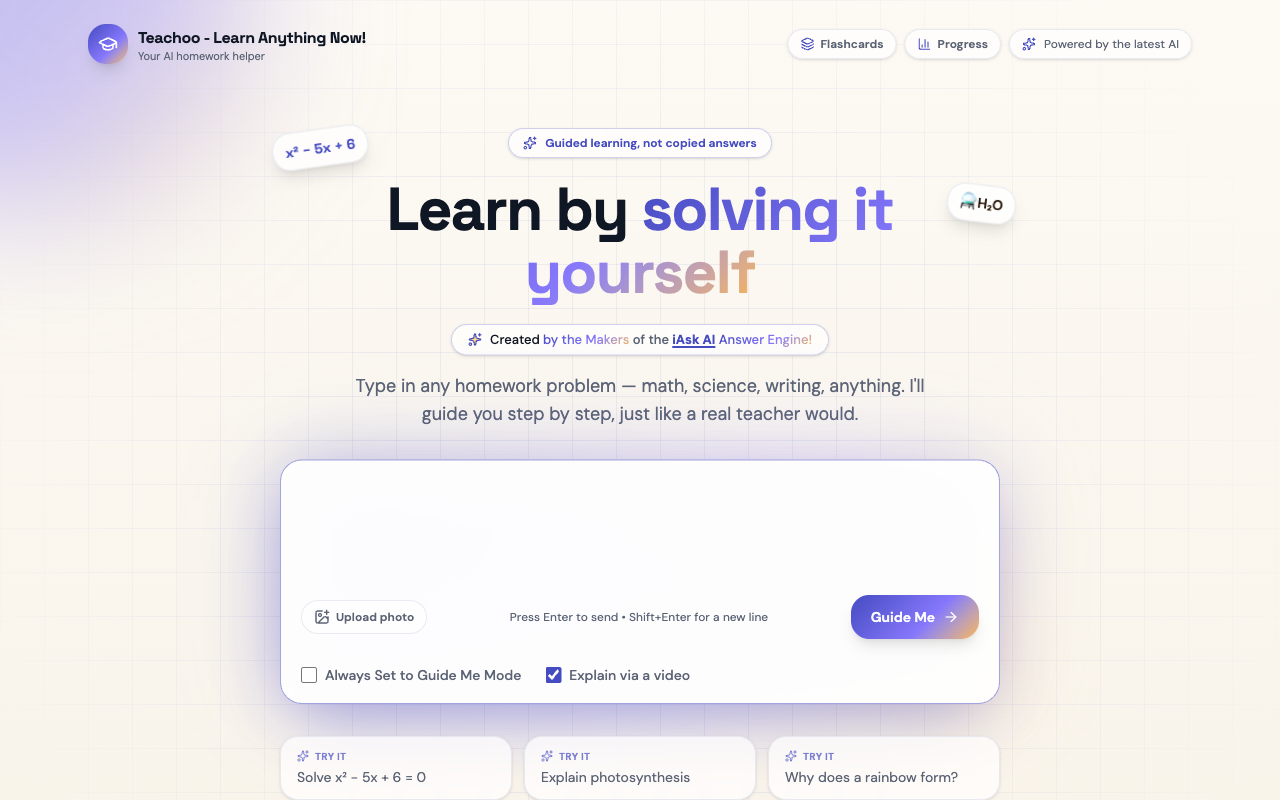 Teachoo - Learn Anything Now!
Your AI homework helper
Flashcards
Progress
Powered by the latest AI
x² − 5x + 6
Guided learning, not copied answers
Learn by solving it
yourself
H₂O
Created by the Makers of the iAsk AI Answer Engine!
Type in any homework problem — math, science, writing, anything. I'll
guide you step by step, just like a real teacher would.
Upload photo
Press Enter to send • Shift+Enter for a new line
Guide Me
Always Set to Guide Me Mode
Explain via a video
TRY IT
Solve x² − 5x + 6 = 0
TRY IT
Explain photosynthesis
TRY IT
Why does a rainbow form?